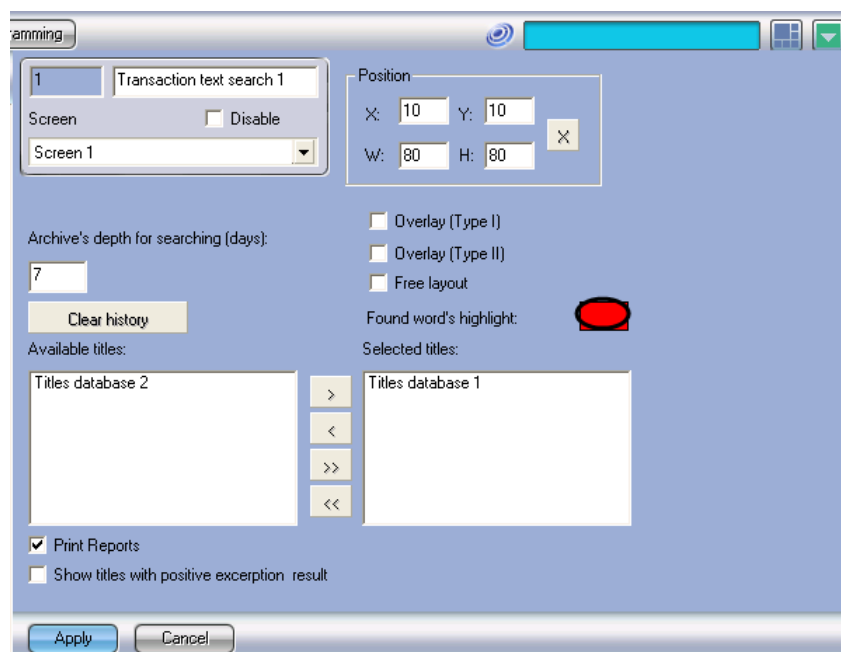 amming
1 Transaction text search 1
Screen Disable
Screen 1
Position
X: 10 Y: 10
X
W: 80 H: 80
Overlay (Type I)
Overlay (Type II)
Free layout
Archive's depth for searching (days):
7
Clear history
Found word's highlight:
Available titles:
Selected titles:
Titles database 2
Titles database 1
>
<
>>
<<
Print Reports
Show titles with positive excerption result
Apply Cancel